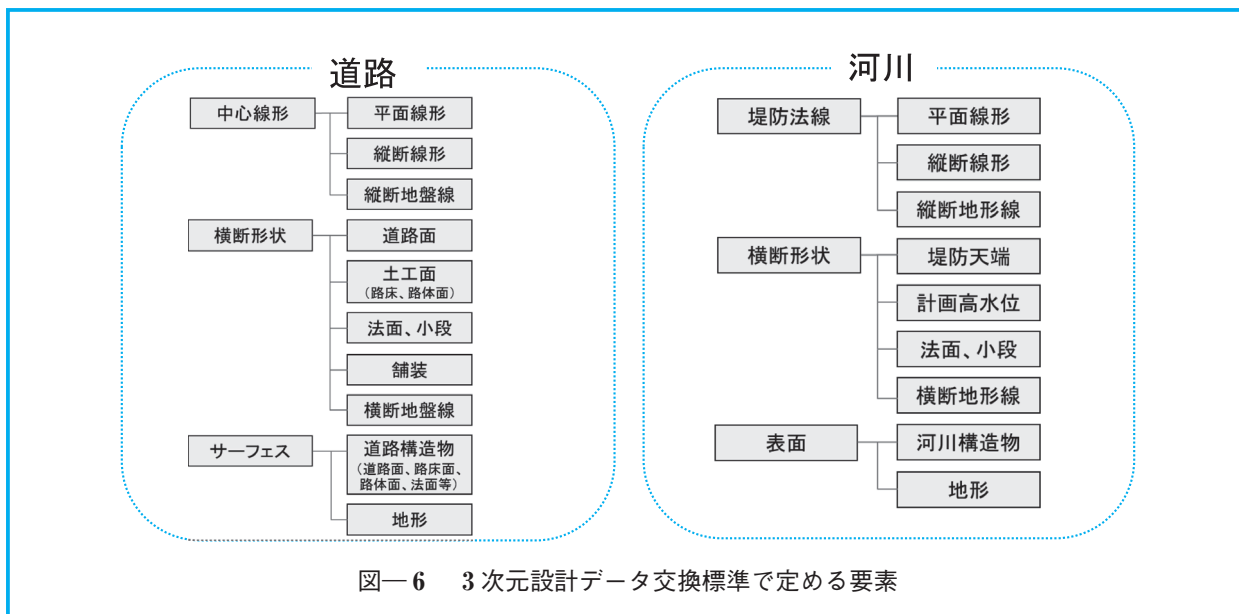 道路
中心線形
平面線形
縦断線形
縦断地盤線
横断形状
道路面
土工面
（路床、路体面）
法面、小段
舗装
横断地盤線
サーフェス
道路構造物
（道路面、路床面、
路体面、法面等）
地形
河川
堤防法線
平面線形
縦断線形
縦断地形線
横断形状
堤防天端
計画高水位
法面、小段
横断地形線
表面
河川構造物
地形
図―6　3次元設計データ交換標準で定める要素